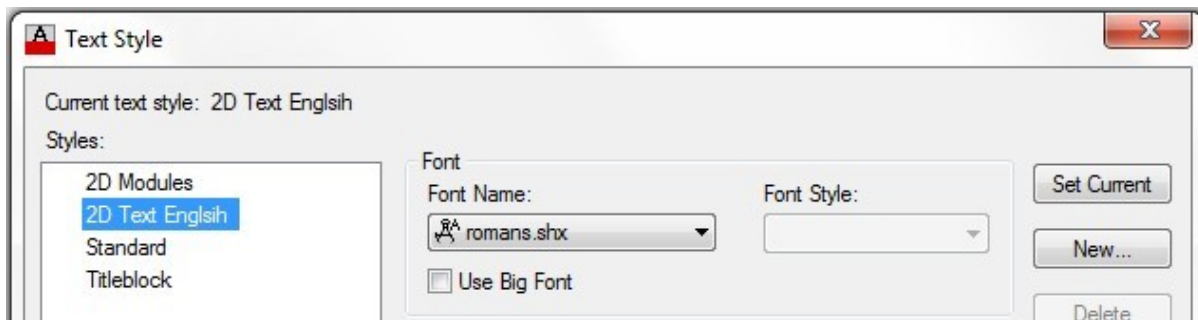 Text Style
Current text style: 2D Text Englsih
Styles:
2D Modules
2D Text Englsih
Standard
Titleblock
Font
Font Name:
romans.shx
Use Big Font
Font Style:
Set Current
New...
Delete